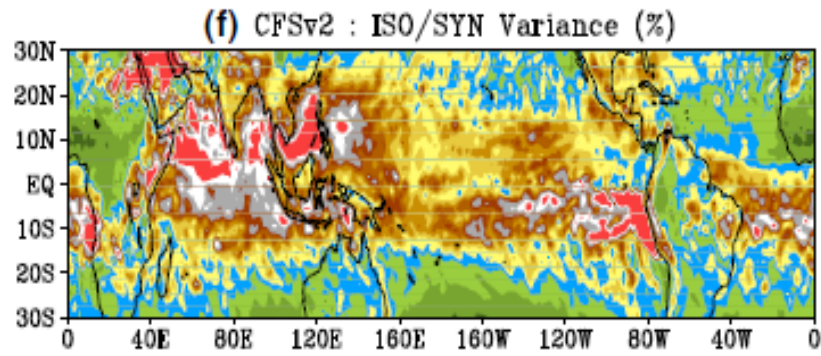 (f) CFSv2 : ISO/SYN Variance (%)
30N
20N
10N
EQ
10S
20S
30S
0 40E 80E 120E 160E 160W 120W 80W 40W 0